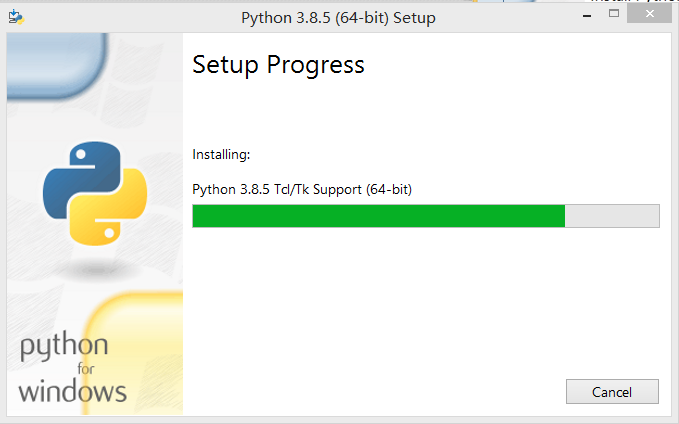 Python 3.8.5 (64-bit) Setup
Setup Progress
Installing:
Python 3.8.5 Tcl/Tk Support (64-bit)
python
for
windows
Cancel